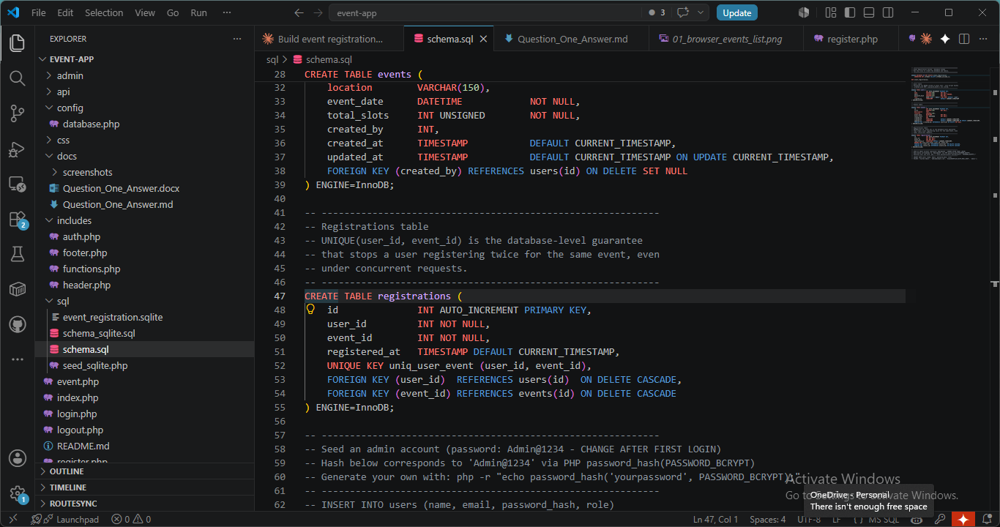 File Edit Selection View Go Run ··· event-app 3 Update
EXPLORER ···
EVENT-APP
admin
api
config
database.php
css
docs
screenshots
Question_One_Answer.docx
Question_One_Answer.md
includes
auth.php
footer.php
functions.php
header.php
sql
event_registration.sqlite
schema_sqlite.sql
schema.sql
seed_sqlite.php
event.php
index.php
login.php
logout.php
README.md
register.php
OUTLINE
TIMELINE
ROUTESYNC
2
1
Build event registration... schema.sql Question_One_Answer.md 01_browser_events_list.png register.php
sql > schema.sql
28 CREATE TABLE events (
32 location VARCHAR(150),
33 event_date DATETIME NOT NULL,
34 total_slots INT UNSIGNED NOT NULL,
35 created_by INT,
36 created_at TIMESTAMP DEFAULT CURRENT_TIMESTAMP,
37 updated_at TIMESTAMP DEFAULT CURRENT_TIMESTAMP ON UPDATE CURRENT_TIMESTAMP,
38 FOREIGN KEY (created_by) REFERENCES users(id) ON DELETE SET NULL
39 ) ENGINE=InnoDB;
40
41 -- ------------------------------------------------------------
42 -- Registrations table
43 -- UNIQUE(user_id, event_id) is the database-level guarantee
44 -- that stops a user registering twice for the same event, even
45 -- under concurrent requests.
46 -- ------------------------------------------------------------
47 CREATE TABLE registrations (
48 id INT AUTO_INCREMENT PRIMARY KEY,
49 user_id INT NOT NULL,
50 event_id INT NOT NULL,
51 registered_at TIMESTAMP DEFAULT CURRENT_TIMESTAMP,
52 UNIQUE KEY uniq_user_event (user_id, event_id),
53 FOREIGN KEY (user_id) REFERENCES users(id) ON DELETE CASCADE,
54 FOREIGN KEY (event_id) REFERENCES events(id) ON DELETE CASCADE
55 ) ENGINE=InnoDB;
56
57 -- ------------------------------------------------------------
58 -- Seed an admin account (password: Admin@1234 - CHANGE AFTER FIRST LOGIN)
59 -- Hash below corresponds to 'Admin@1234' via PHP password_hash(PASSWORD_BCRYPT)
60 -- Generate your own with: php -r "echo password_hash('yourpassword', PASSWORD_BCRYPT);"
61 -- ------------------------------------------------------------
62 -- INSERT INTO users (name, email, password_hash, role)
Activate Windows
Go to Settings to activate Windows.
OneDrive - Personal
There isn't enough free space
Launchpad 0 0 Ln 47, Col 1 Spaces: 4 UTF-8 LF {} MS SQL